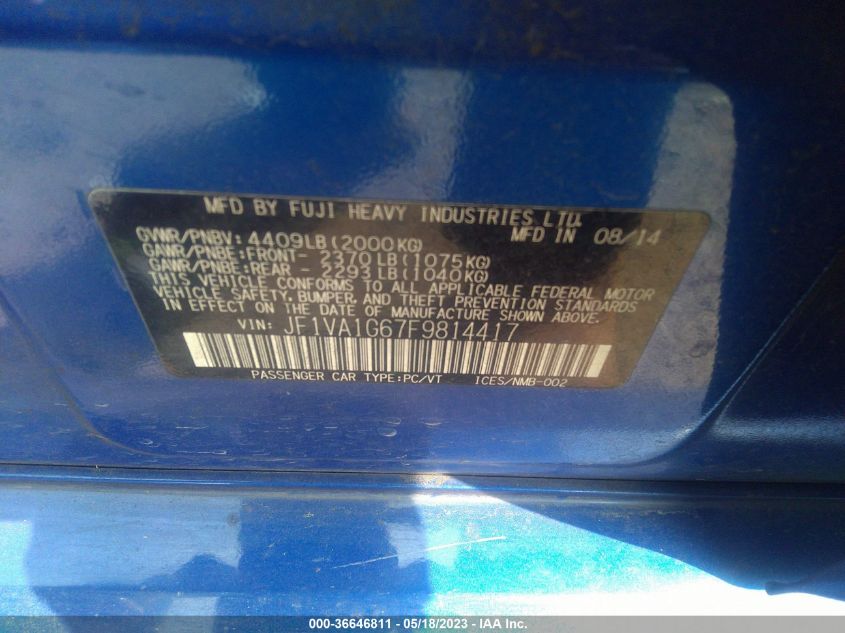 MFD BY FUJI HEAVY INDUSTRIES.LTD.
GVWR/PNBV: 4409LB (2000KG) MFD IN 08/14
GAWR/PNBE:FRONT- 2370LB (1075KG)
GAWR/PNBE:REAR - 2293LB (1040KG)
THIS VEHICLE CONFORMS TO ALL APPLICABLE FEDERAL MOTOR
VEHICLE SAFETY, BUMPER, AND THEFT PREVENTION STANDARDS
IN EFFECT ON THE DATE OF MANUFACTURE SHOWN ABOVE.
VIN: JF1VA1G67F9814417
PASSENGER CAR TYPE:PC/VT ICES/NMB-002
000-36646811 - 05/18/2023 - IAA Inc.